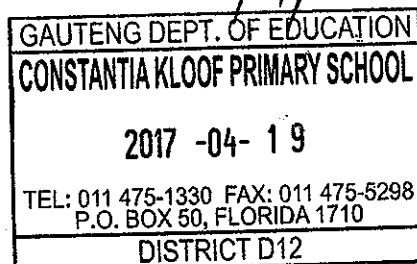 GAUTENG DEPT. OF EDUCATION
CONSTANTIA KLOOF PRIMARY SCHOOL
2017 -04- 19
TEL: 011 475-1330 FAX: 011 475-5298
P.O. BOX 50, FLORIDA 1710
DISTRICT D12